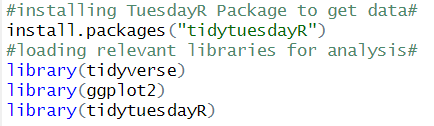 #installing TuesdayR Package to get data#
install.packages("tidytuesdayR")
#loading relevant libraries for analysis#
library(tidyverse)
library(ggplot2)
library(tidytuesdayR)